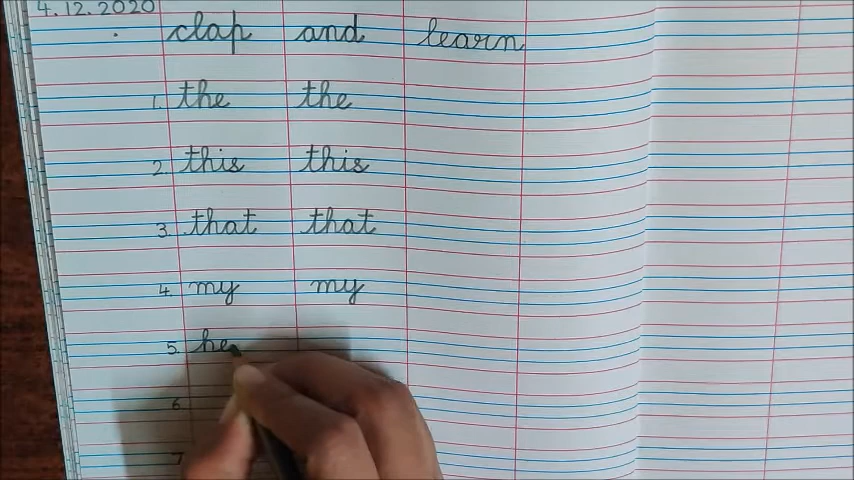 4.12.2020
clap and learn
1. the the
2. this this
3. that that
4. my my
5. he
6
7